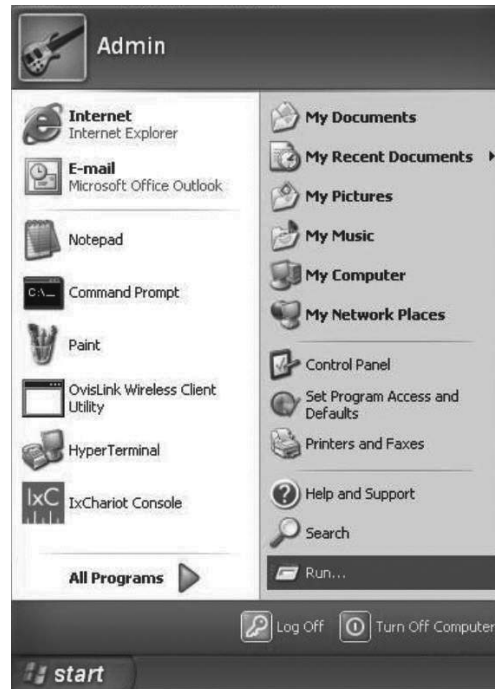 Admin
Internet
Internet Explorer
E-mail
Microsoft Office Outlook
Notepad
C:\_
Command Prompt
Paint
OvisLink Wireless Client
Utility
HyperTerminal
IxC
IxChariot Console
All Programs
My Documents
My Recent Documents
My Pictures
My Music
My Computer
My Network Places
Control Panel
Set Program Access and
Defaults
Printers and Faxes
Help and Support
Search
Run...
Log Off
Turn Off Computer
start